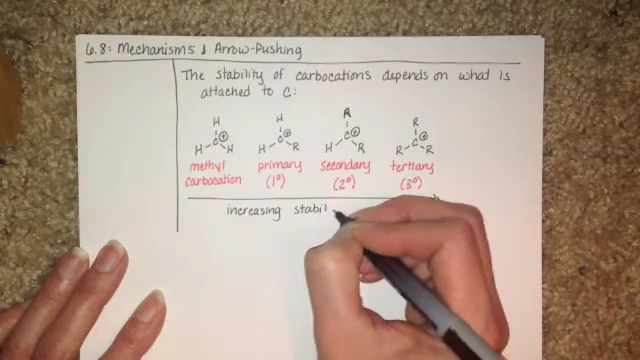 6.8: Mechanisms & Arrow-Pushing
The stability of carbocations depends on what is
attached to C:
H H R R
C⊕ C⊕ C⊕ C⊕
H H H R H R R R
methyl primary secondary tertiary
carbocation (1°) (2°) (3°)
increasing stabil